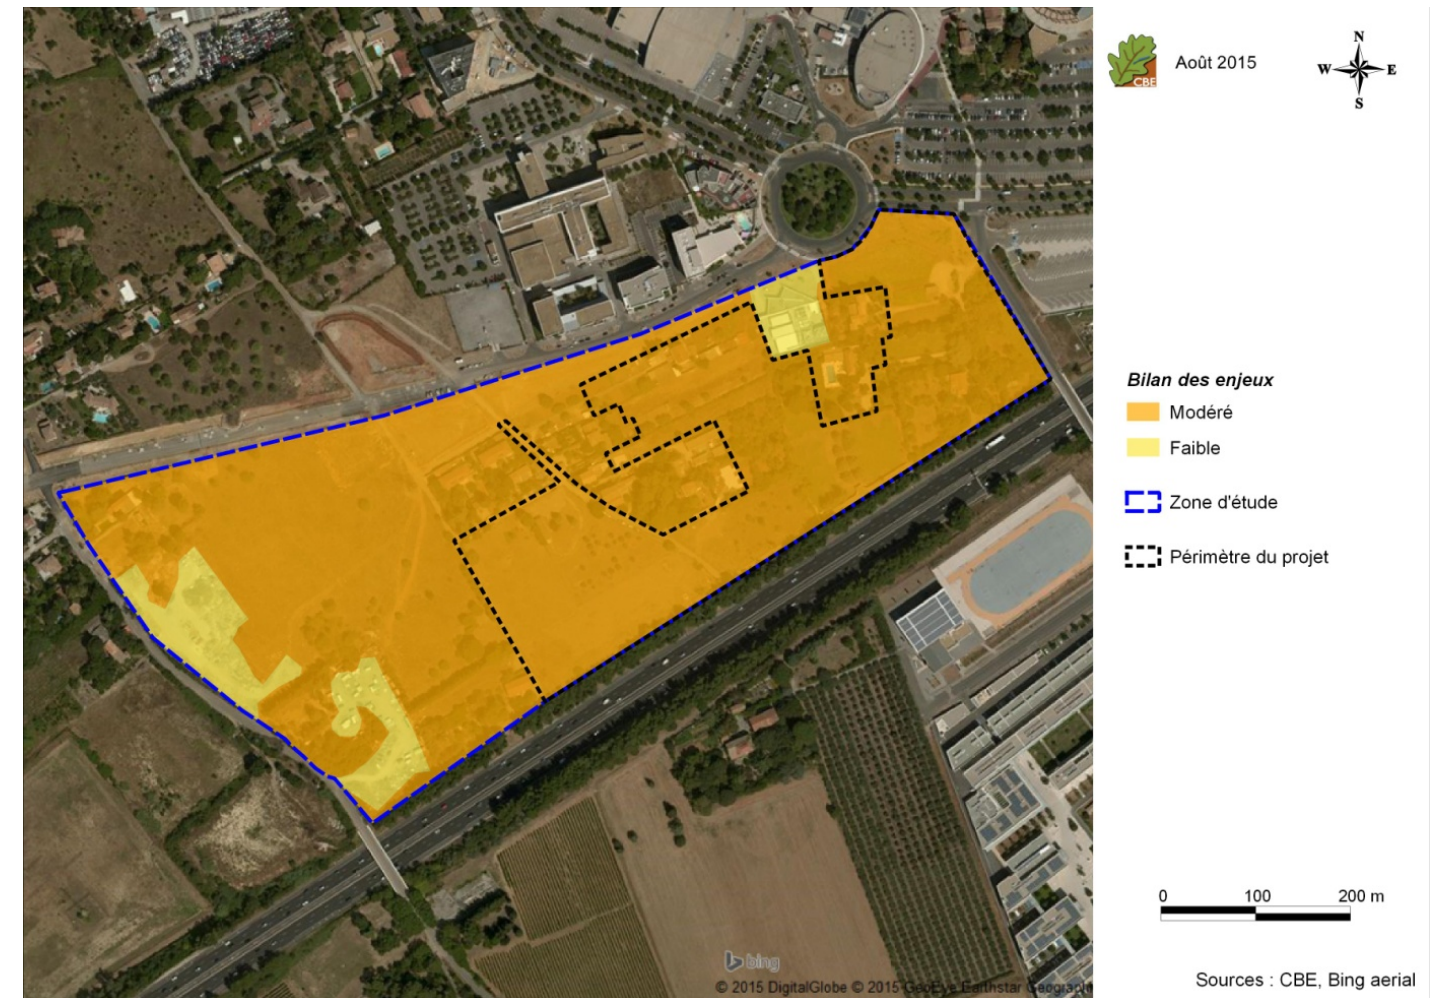 CBE
Août 2015
N
W E
S
Bilan des enjeux
Modéré
Faible
Zone d'étude
Périmètre du projet
0 100 200 m
bing
© 2015 DigitalGlobe © 2015 GeoEye Earthstar Geograph
Sources : CBE, Bing aerial